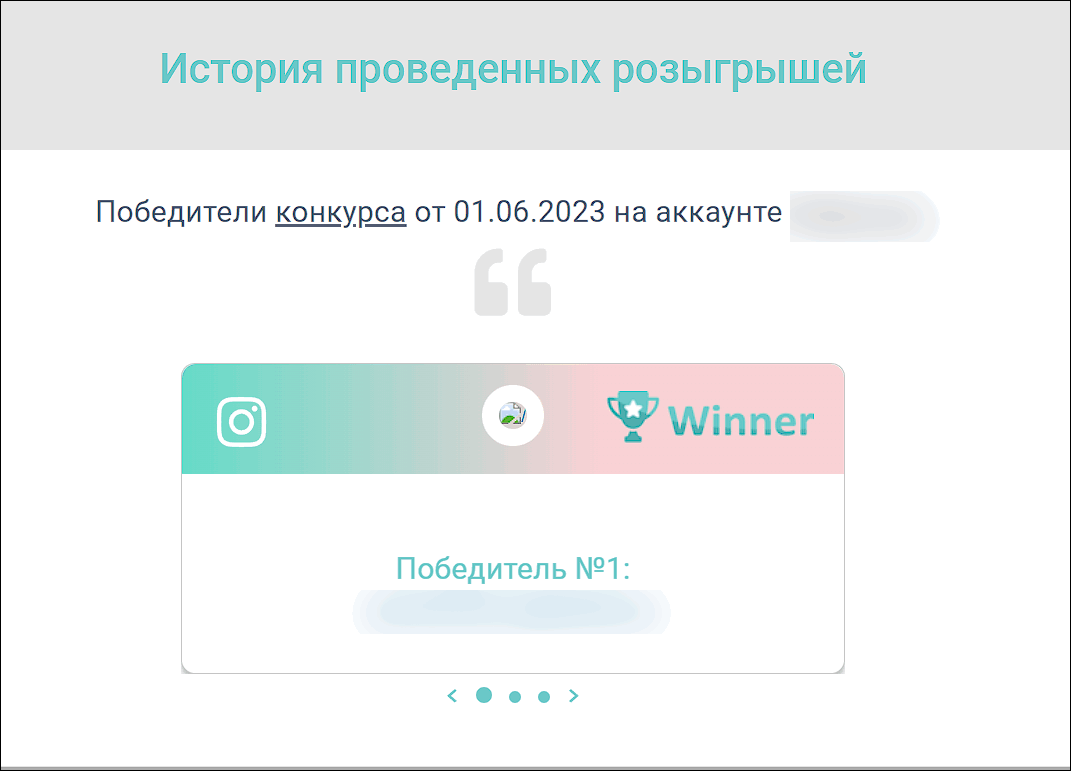 История проведенных розыгрышей
Победители конкурса от 01.06.2023 на аккаунте
Winner
Победитель №1: